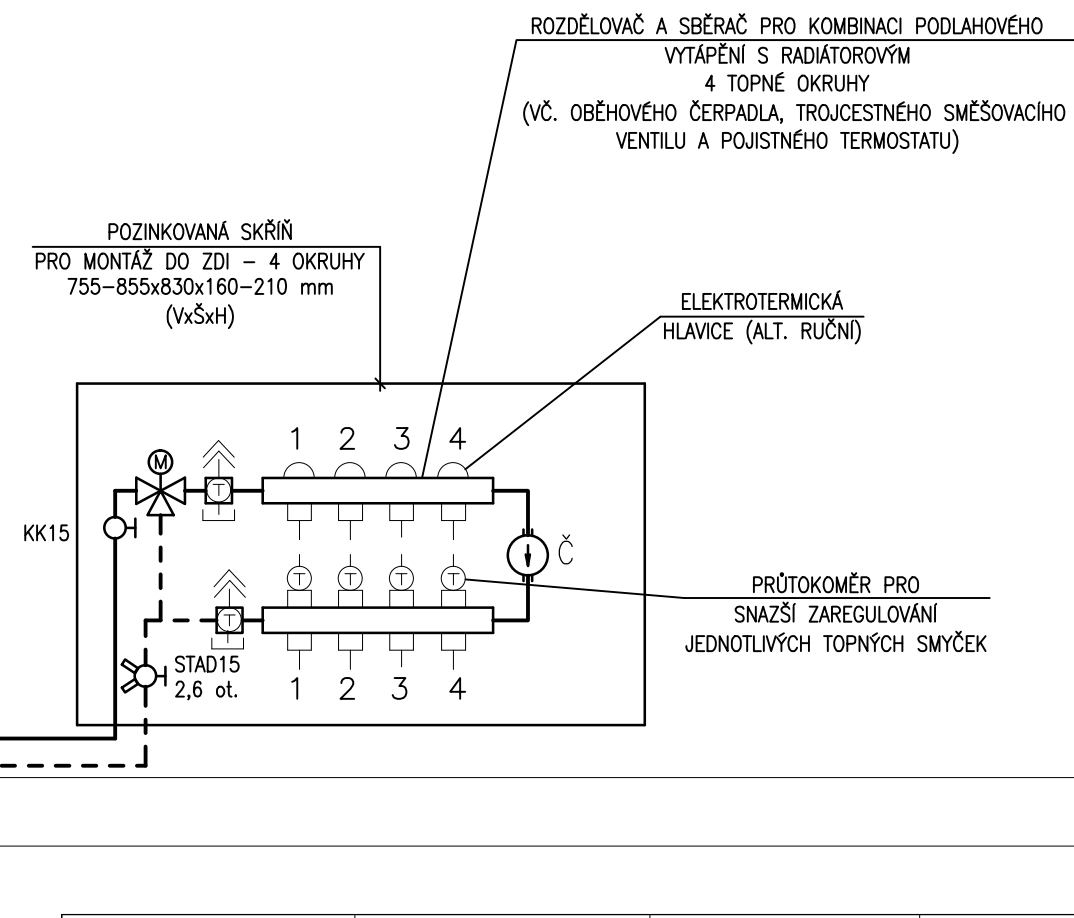 ROZDĚLOVAČ A SBĚRAČ PRO KOMBINACI PODLAHOVÉHO
VYTÁPĚNÍ S RADIÁTOROVÝM
4 TOPNÉ OKRUHY
(VČ. OBĚHOVÉHO ČERPADLA, TROJCESTNÉHO SMĚŠOVACÍHO
VENTILU A POJISTNÉHO TERMOSTATU)
POZINKOVANÁ SKŘÍŇ
PRO MONTÁŽ DO ZDI – 4 OKRUHY
755–855x830x160–210 mm
(VxŠxH)
ELEKTROTERMICKÁ
HLAVICE (ALT. RUČNÍ)
1 2 3 4
M
T
KK15
Č
T T T T
PRŮTOKOMĚR PRO
SNAZŠÍ ZAREGULOVÁNÍ
JEDNOTLIVÝCH TOPNÝCH SMYČEK
T
STAD15
2,6 ot.
1 2 3 4